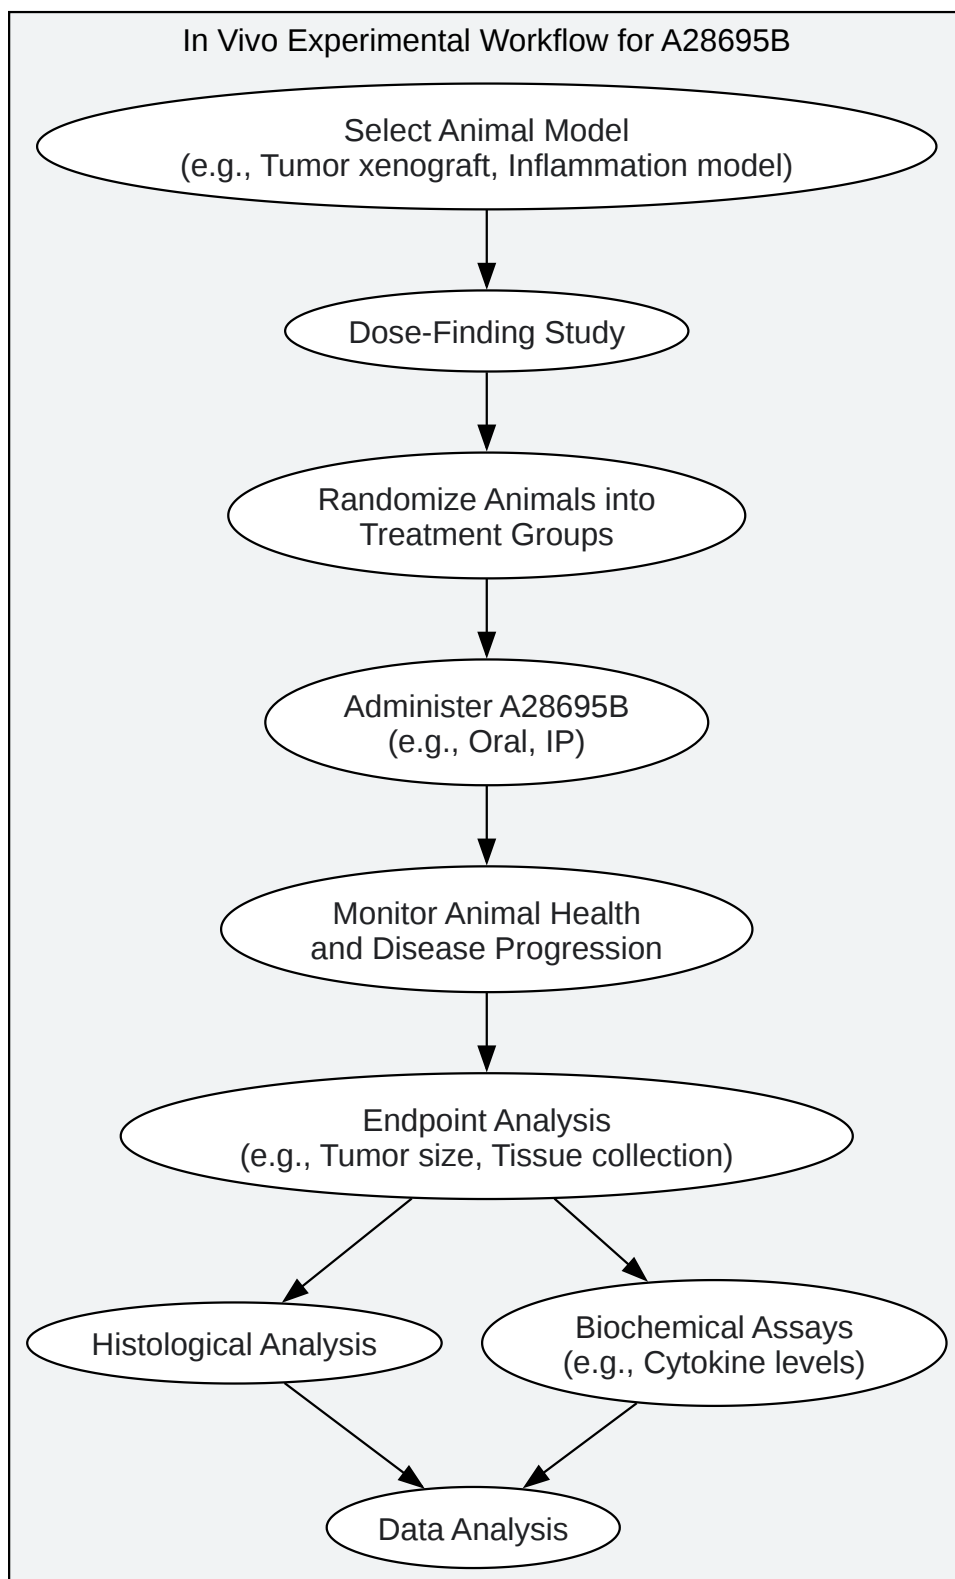 In Vivo Experimental Workflow for A28695B
Select Animal Model
(e.g., Tumor xenograft, Inflammation model)
Dose-Finding Study
Randomize Animals into
Treatment Groups
Administer A28695B
(e.g., Oral, IP)
Monitor Animal Health
and Disease Progression
Endpoint Analysis
(e.g., Tumor size, Tissue collection)
Histological Analysis
Biochemical Assays
(e.g., Cytokine levels)
Data Analysis